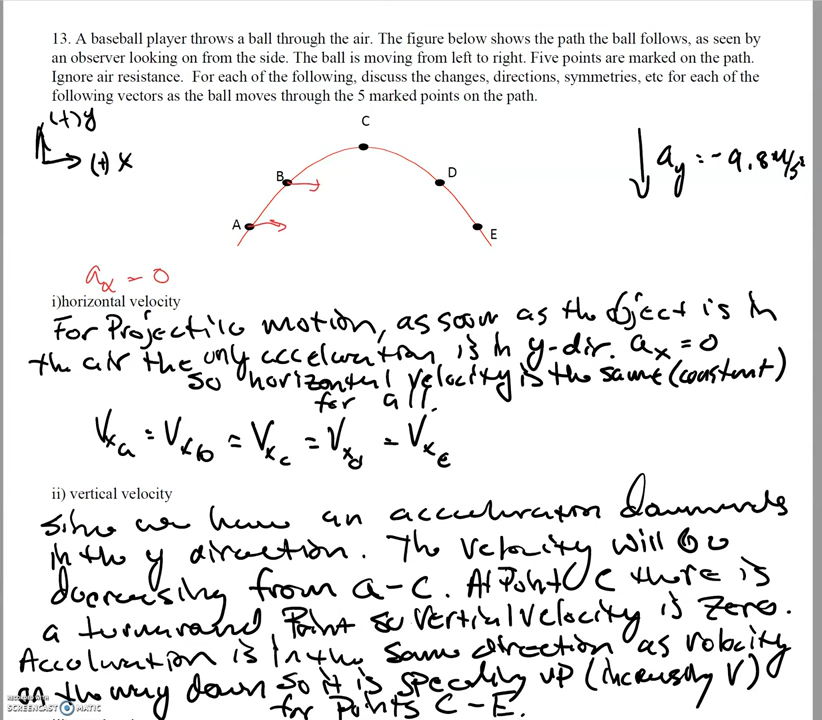 13. A baseball player throws a ball through the air. The figure below shows the path the ball follows, as seen by
an observer looking on from the side. The ball is moving from left to right. Five points are marked on the path.
Ignore air resistance.  For each of the following, discuss the changes, directions, symmetries, etc for each of the
following vectors as the ball moves through the 5 marked points on the path.
(+) y
(+) x
C
B
D
A
E
a_y = -9.8 m/s²
a_x = 0
i)horizontal velocity
For Projectile motion, as soon as the object is in
the air the only acceleration is in y-dir. a_x = 0
so horizontal velocity is the same (constant)
for all.
V_xa = V_xb = V_xc = V_xd = V_xe
ii) vertical velocity
Since we have an acceleration downwards
in the y direction. The velocity will be
decreasing from a-c. At Point C there is
a turnaround Point so vertical velocity is zero.
Acceleration is in the same direction as velocity
on the way down so it is speeding up (increasing V)
for Points C-E.
RECORDED WITH
SCREENCAST MATIC